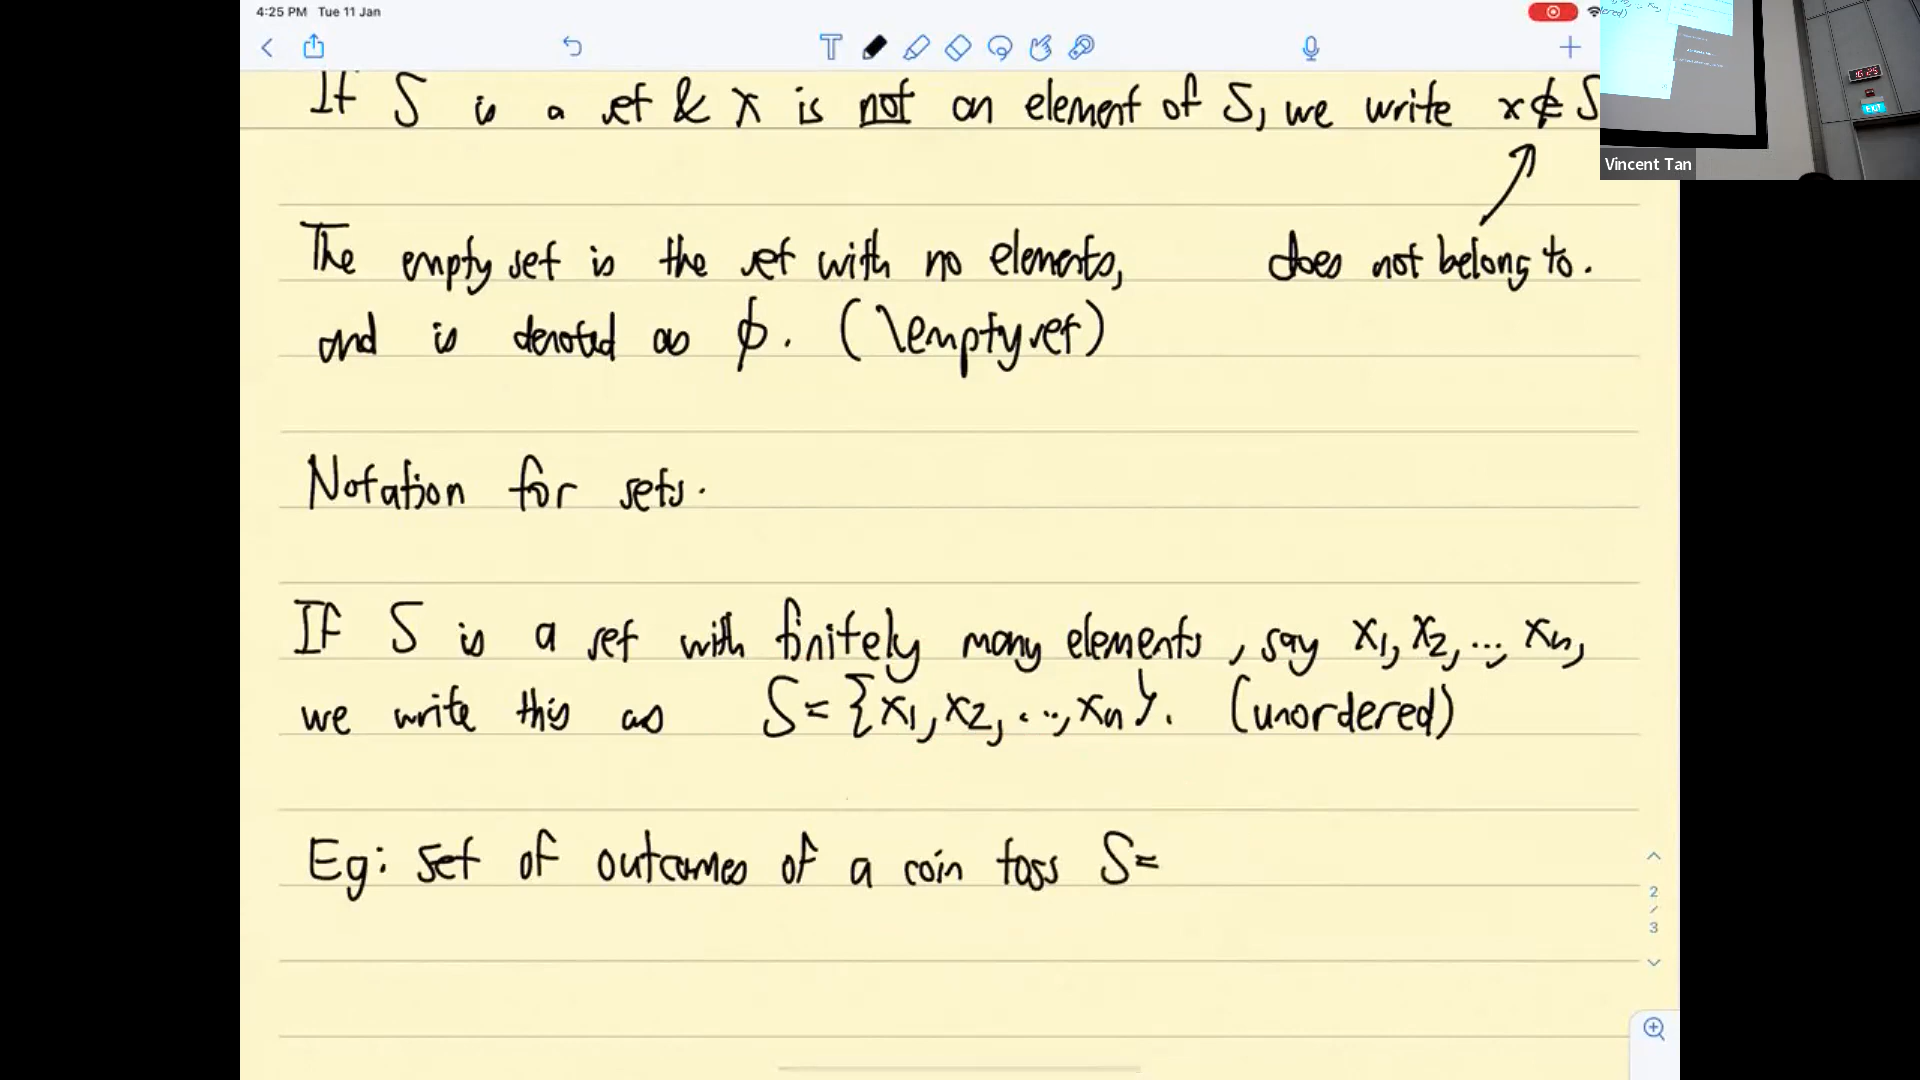 4:25 PM Tue 11 Jan
If S is a set & x is not an element of S, we write x ∉ S
Vincent Tan
EXIT
The empty set is the set with no elements,
does not belong to.
and is denoted as ∅. (\emptyset)
Notation for sets.
If S is a set with finitely many elements, say x1, x2, ..., xn,
we write this as S = {x1, x2, ..., xn}. (unordered)
Eg: Set of outcomes of a coin toss S=
2
/
3